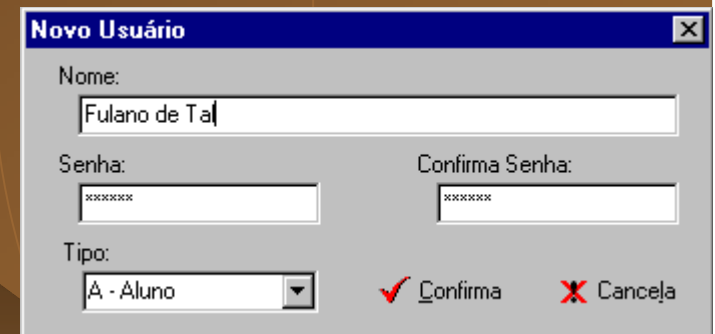 Novo Usuário
Nome:
Fulano de Tal
Senha: Confirma Senha:
****** ******
Tipo:
A - Aluno Confirma Cancela